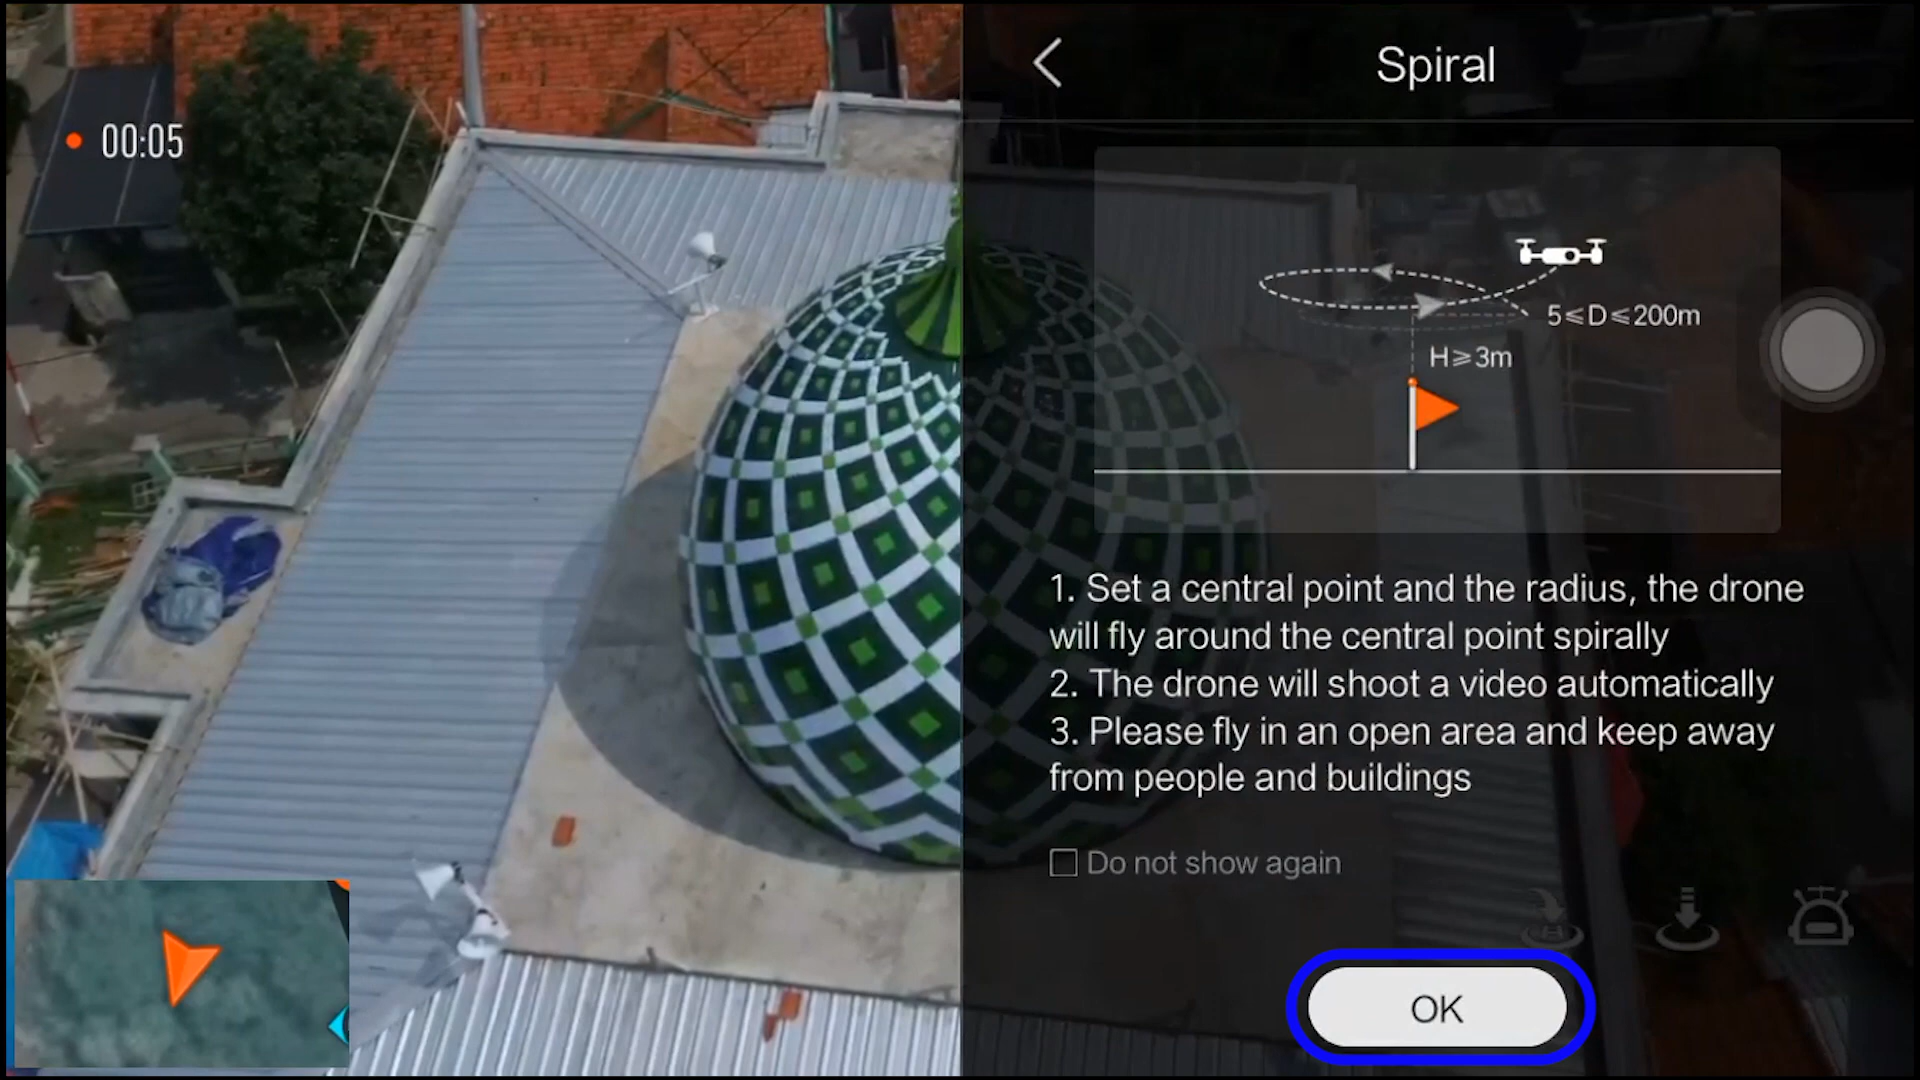 00:05
Spiral
5≤D≤200m
H≥3m
1. Set a central point and the radius, the drone
will fly around the central point spirally
2. The drone will shoot a video automatically
3. Please fly in an open area and keep away
from people and buildings
Do not show again
OK